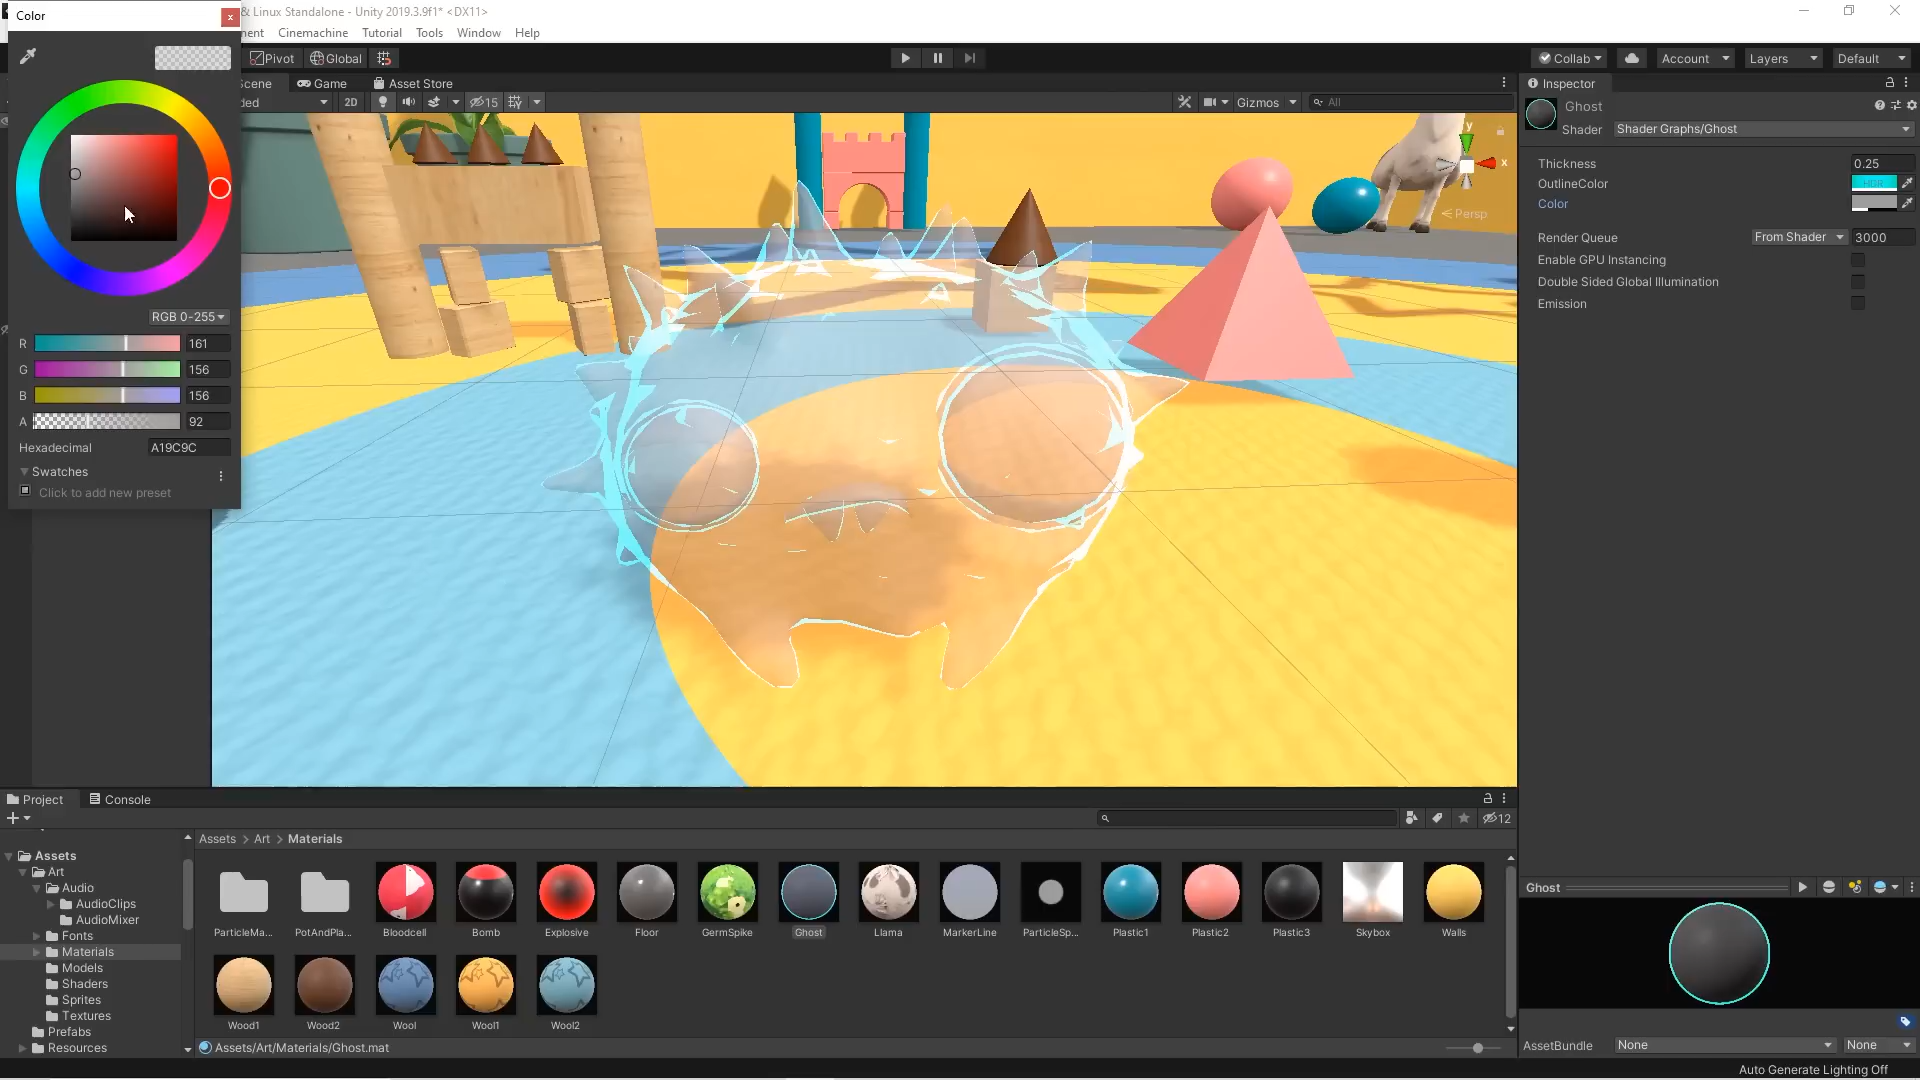 Color
x
& Linux Standalone - Unity 2019.3.9f1* <DX11>
nent Cinemachine Tutorial Tools Window Help
Pivot Global
Collab Account Layers Default
Scene Game Asset Store
ded 2D 15 Gizmos All
y
x
Persp
RGB 0-255
R 161
G 156
B 156
A 92
Hexadecimal A19C9C
Swatches
Click to add new preset
Inspector
Ghost
Shader Shader Graphs/Ghost
Thickness 0.25
OutlineColor HDR
Color
Render Queue From Shader 3000
Enable GPU Instancing
Double Sided Global Illumination
Emission
Project Console
12
Assets
Art
Audio
AudioClips
AudioMixer
Fonts
Materials
Models
Shaders
Sprites
Textures
Prefabs
Resources
Assets > Art > Materials
ParticleMa... PotAndPla... Bloodcell Bomb Explosive Floor GermSpike Ghost Llama MarkerLine ParticleSp... Plastic1 Plastic2 Plastic3 Skybox Walls
Wood1 Wood2 Wool Wool1 Wool2
Assets/Art/Materials/Ghost.mat
Ghost
AssetBundle None None
Auto Generate Lighting Off